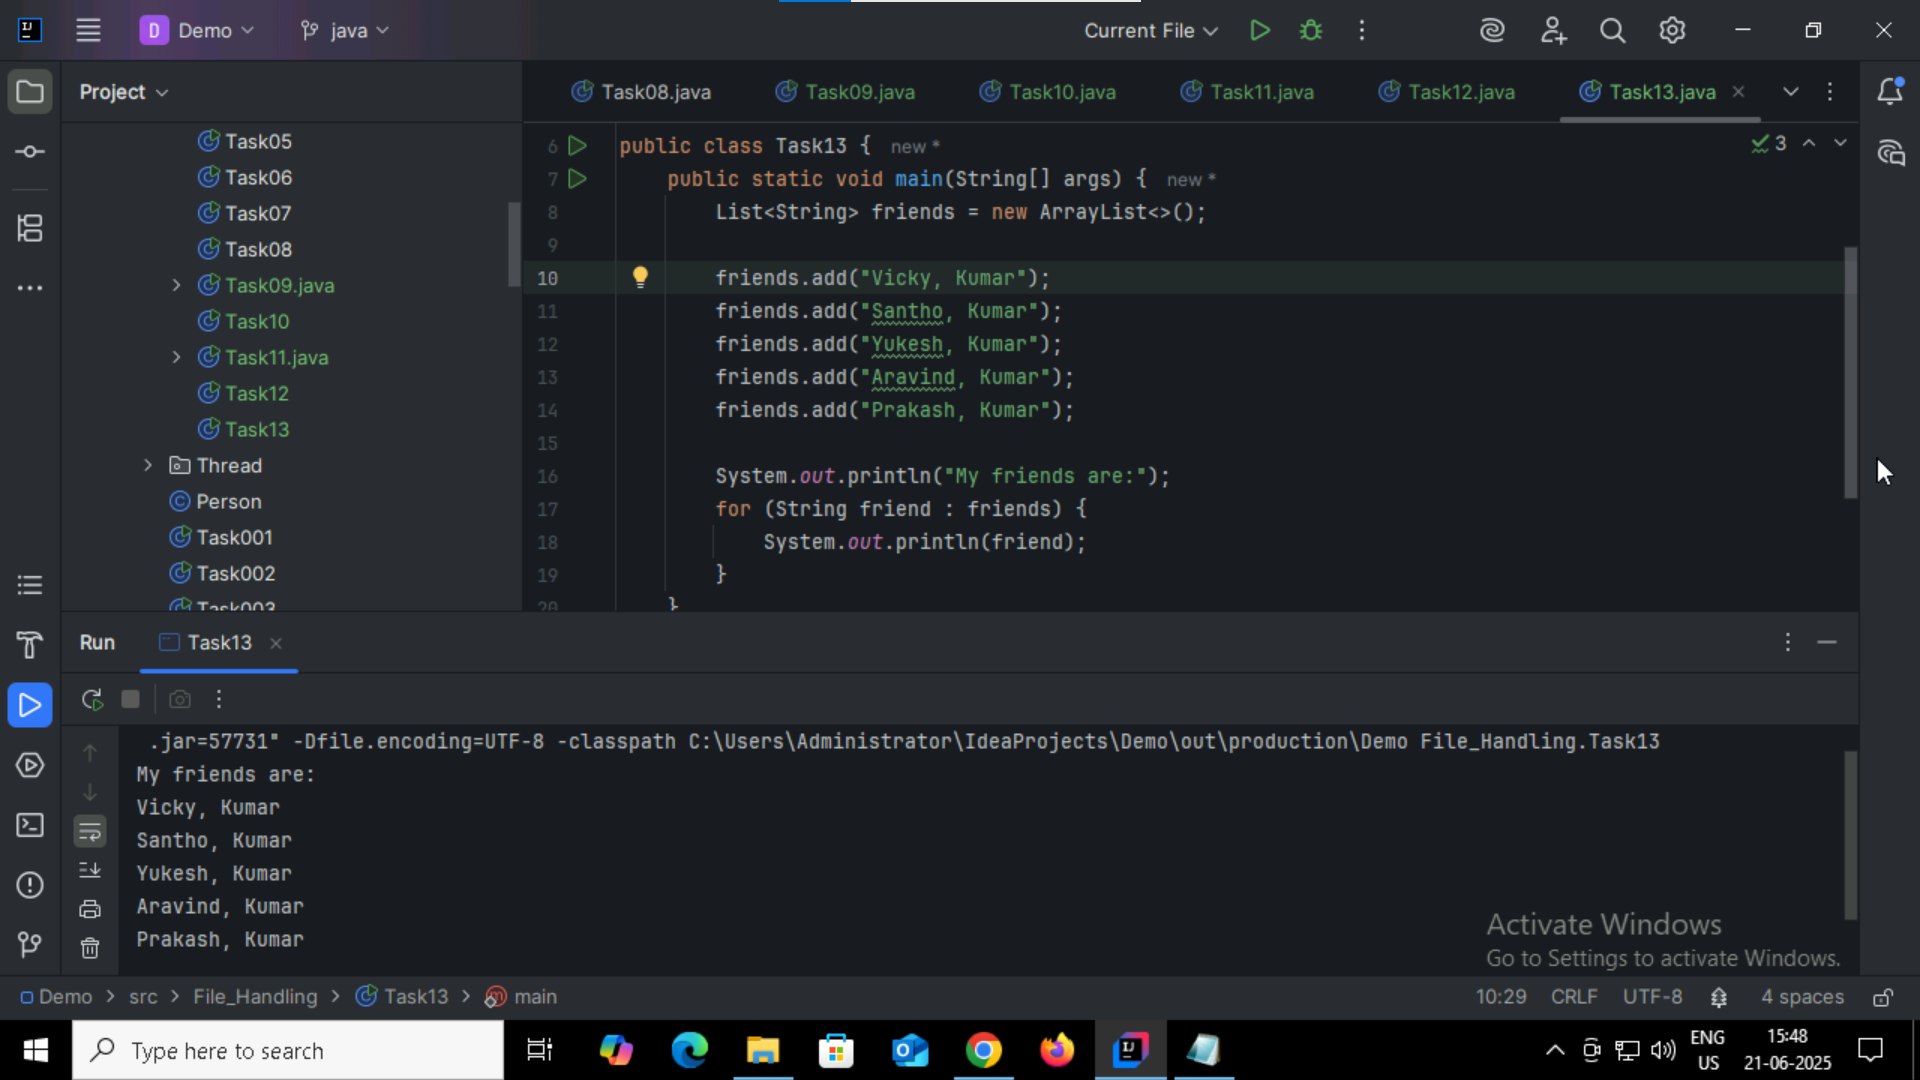 D Demo java Current File
Project
Task05
Task06
Task07
Task08
Task09.java
Task10
Task11.java
Task12
Task13
Thread
Person
Task001
Task002
Task003
Task08.java Task09.java Task10.java Task11.java Task12.java Task13.java
3
6 public class Task13 { new *
7 public static void main(String[] args) { new *
8 List<String> friends = new ArrayList<>();
9
10 friends.add("Vicky, Kumar");
11 friends.add("Santho, Kumar");
12 friends.add("Yukesh, Kumar");
13 friends.add("Aravind, Kumar");
14 friends.add("Prakash, Kumar");
15
16 System.out.println("My friends are:");
17 for (String friend : friends) {
18 System.out.println(friend);
19 }
20 }
Run Task13
.jar=57731" -Dfile.encoding=UTF-8 -classpath C:\Users\Administrator\IdeaProjects\Demo\out\production\Demo File_Handling.Task13
My friends are:
Vicky, Kumar
Santho, Kumar
Yukesh, Kumar
Aravind, Kumar
Prakash, Kumar
Activate Windows
Go to Settings to activate Windows.
Demo > src > File_Handling > Task13 > main 10:29 CRLF UTF-8 4 spaces
Type here to search
ENG
US
15:48
21-06-2025